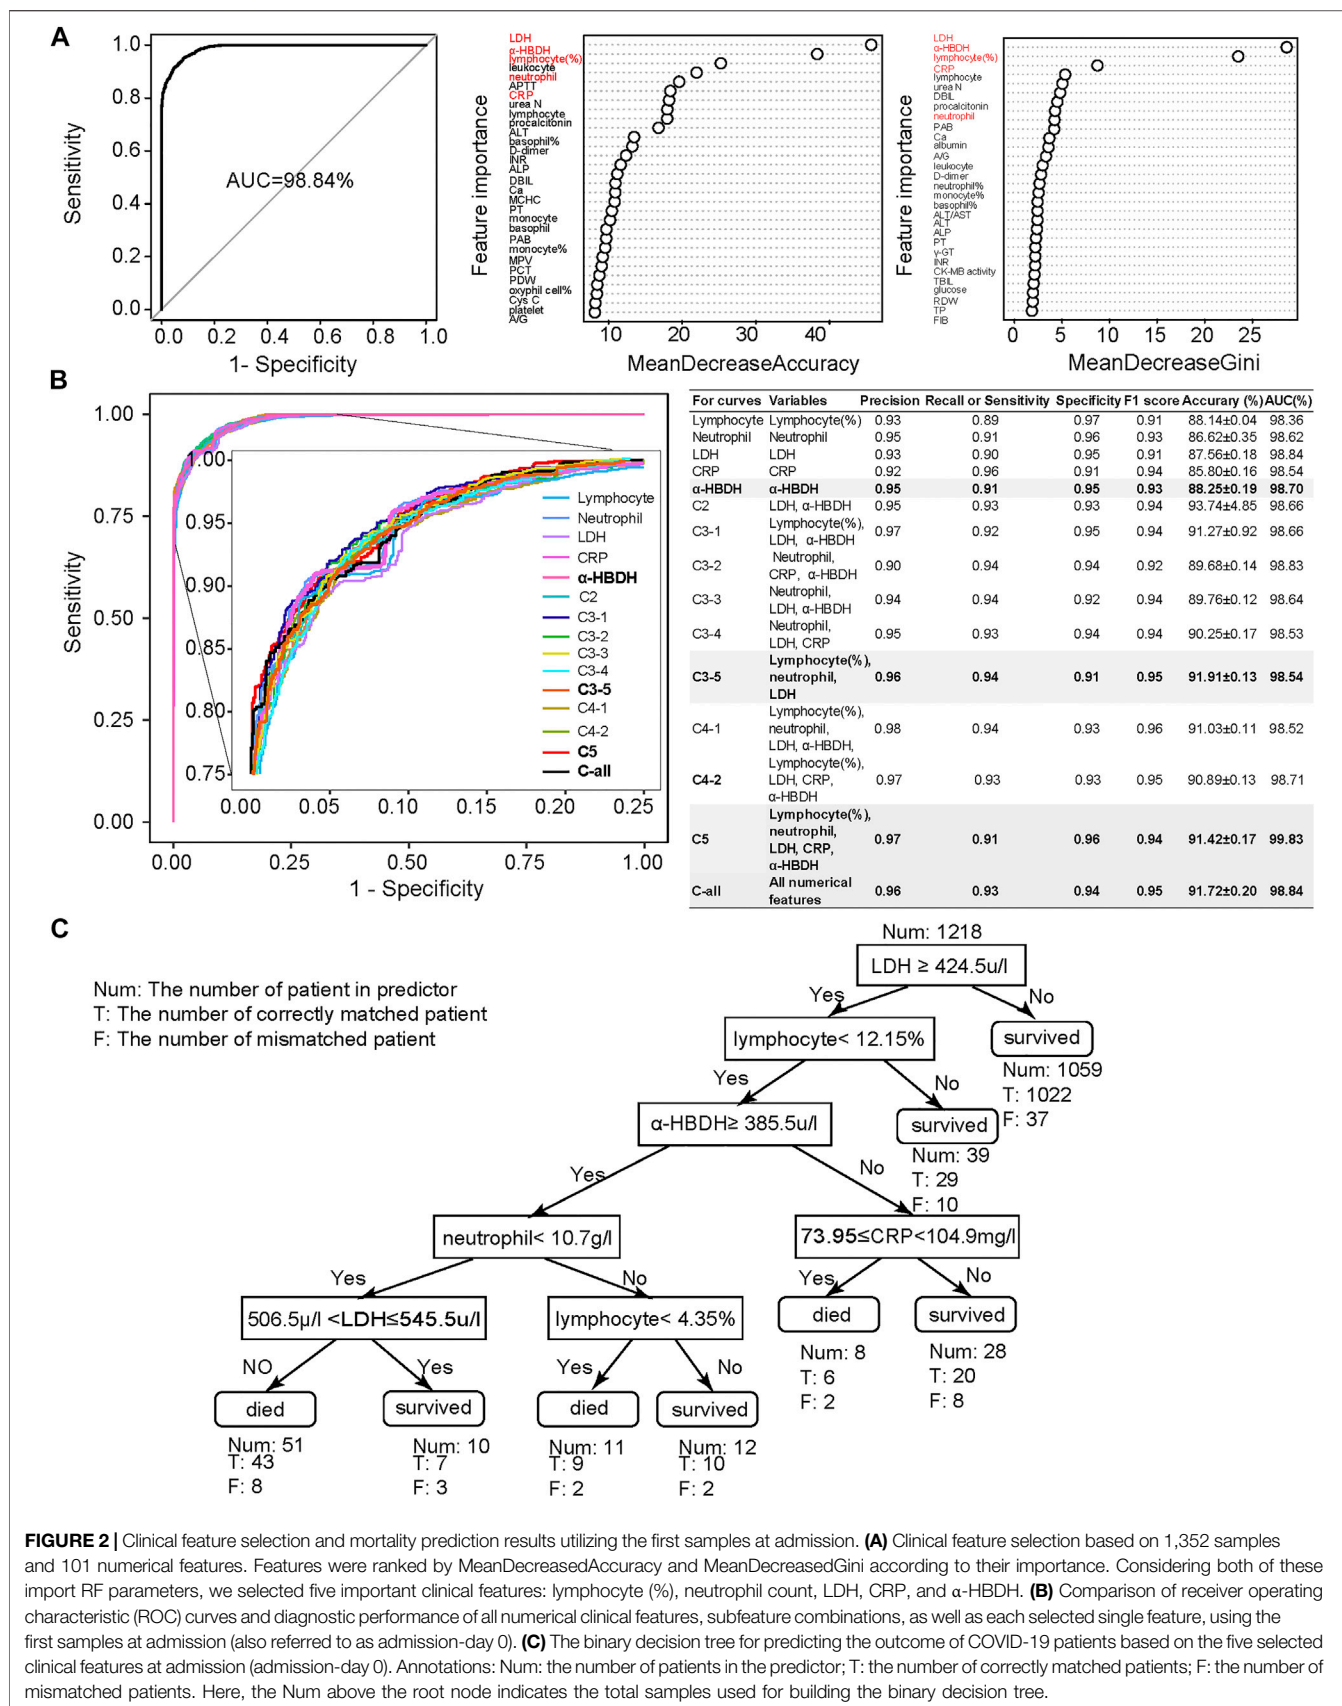 A
1.0
0.8
0.6
0.4
0.2
0.0
Sensitivity
AUC=98.84%
0.0 0.2 0.4 0.6 0.8 1.0
1- Specificity
Feature importance
LDH
α-HBDH
lymphocyte(%)
leukocyte
neutrophil
APTT
CRP
urea N
lymphocyte
procalcitonin
ALT
basophil%
D-dimer
INR
ALP
DBIL
Ca
MCHC
PT
monocyte
basophil
PAB
monocyte%
MPV
PCT
PDW
oxyphil cell%
Cys C
platelet
A/G
10 20 30 40
MeanDecreaseAccuracy
Feature importance
LDH
α-HBDH
lymphocyte(%)
CRP
lymphocyte
urea N
DBIL
procalcitonin
neutrophil
PAB
Ca
albumin
A/G
leukocyte
D-dimer
neutrophil%
monocyte%
basophil%
ALT/AST
ALT
ALP
PT
γ-GT
INR
CK-MB activity
TBIL
glucose
RDW
TP
FIB
0 5 10 15 20 25
MeanDecreaseGini
B
1.00
0.75
0.50
0.25
0.00
Sensitivity
1.00
0.95
0.90
0.85
0.80
0.75
0.00 0.05 0.10 0.15 0.20 0.25
Lymphocyte
Neutrophil
LDH
CRP
α-HBDH
C2
C3-1
C3-2
C3-3
C3-4
C3-5
C4-1
C4-2
C5
C-all
0.00 0.25 0.50 0.75 1.00
1 - Specificity
For curves Variables Precision Recall or Sensitivity Specificity F1 score Accurary (%) AUC(%)
Lymphocyte Lymphocyte(%) 0.93 0.89 0.97 0.91 88.14±0.04 98.36
Neutrophil Neutrophil 0.95 0.91 0.96 0.93 86.62±0.35 98.62
LDH LDH 0.93 0.90 0.95 0.91 87.56±0.18 98.84
CRP CRP 0.92 0.96 0.91 0.94 85.80±0.16 98.54
α-HBDH α-HBDH 0.95 0.91 0.95 0.93 88.25±0.19 98.70
C2 LDH, α-HBDH 0.95 0.93 0.93 0.94 93.74±4.85 98.66
Lymphocyte(%),
C3-1 0.97 0.92 0.95 0.94 91.27±0.92 98.66
LDH, α-HBDH
Neutrophil,
C3-2 0.90 0.94 0.94 0.92 89.68±0.14 98.83
CRP, α-HBDH
Neutrophil,
C3-3 0.94 0.94 0.92 0.94 89.76±0.12 98.64
LDH, α-HBDH
Neutrophil,
C3-4 0.95 0.93 0.94 0.94 90.25±0.17 98.53
LDH, CRP
Lymphocyte(%),
C3-5 neutrophil, 0.96 0.94 0.91 0.95 91.91±0.13 98.54
LDH
Lymphocyte(%),
C4-1 neutrophil, 0.98 0.94 0.93 0.96 91.03±0.11 98.52
LDH, α-HBDH,
Lymphocyte(%),
C4-2 LDH, CRP, 0.97 0.93 0.93 0.95 90.89±0.13 98.71
α-HBDH
Lymphocyte(%),
neutrophil,
C5 0.97 0.91 0.96 0.94 91.42±0.17 99.83
LDH, CRP,
α-HBDH
All numerical
C-all 0.96 0.93 0.94 0.95 91.72±0.20 98.84
features
C
Num: The number of patient in predictor
T: The number of correctly matched patient
F: The number of mismatched patient
Num: 1218
LDH ≥ 424.5u/l
Yes No
lymphocyte< 12.15%
survived
Num: 1059
T: 1022
F: 37
Yes No
α-HBDH≥ 385.5u/l
survived
Num: 39
T: 29
F: 10
Yes No
neutrophil< 10.7g/l
73.95≤CRP<104.9mg/l
Yes No Yes No
506.5μ/l <LDH≤545.5u/l
lymphocyte< 4.35%
died
Num: 8
T: 6
F: 2
survived
Num: 28
T: 20
F: 8
NO Yes Yes No
died
Num: 51
T: 43
F: 8
survived
Num: 10
T: 7
F: 3
died
Num: 11
T: 9
F: 2
survived
Num: 12
T: 10
F: 2
FIGURE 2 | Clinical feature selection and mortality prediction results utilizing the first samples at admission. (A) Clinical feature selection based on 1,352 samples
and 101 numerical features. Features were ranked by MeanDecreasedAccuracy and MeanDecreasedGini according to their importance. Considering both of these
import RF parameters, we selected five important clinical features: lymphocyte (%), neutrophil count, LDH, CRP, and α-HBDH. (B) Comparison of receiver operating
characteristic (ROC) curves and diagnostic performance of all numerical clinical features, subfeature combinations, as well as each selected single feature, using the
first samples at admission (also referred to as admission-day 0). (C) The binary decision tree for predicting the outcome of COVID-19 patients based on the five selected
clinical features at admission (admission-day 0). Annotations: Num: the number of patients in the predictor; T: the number of correctly matched patients; F: the number of
mismatched patients. Here, the Num above the root node indicates the total samples used for building the binary decision tree.